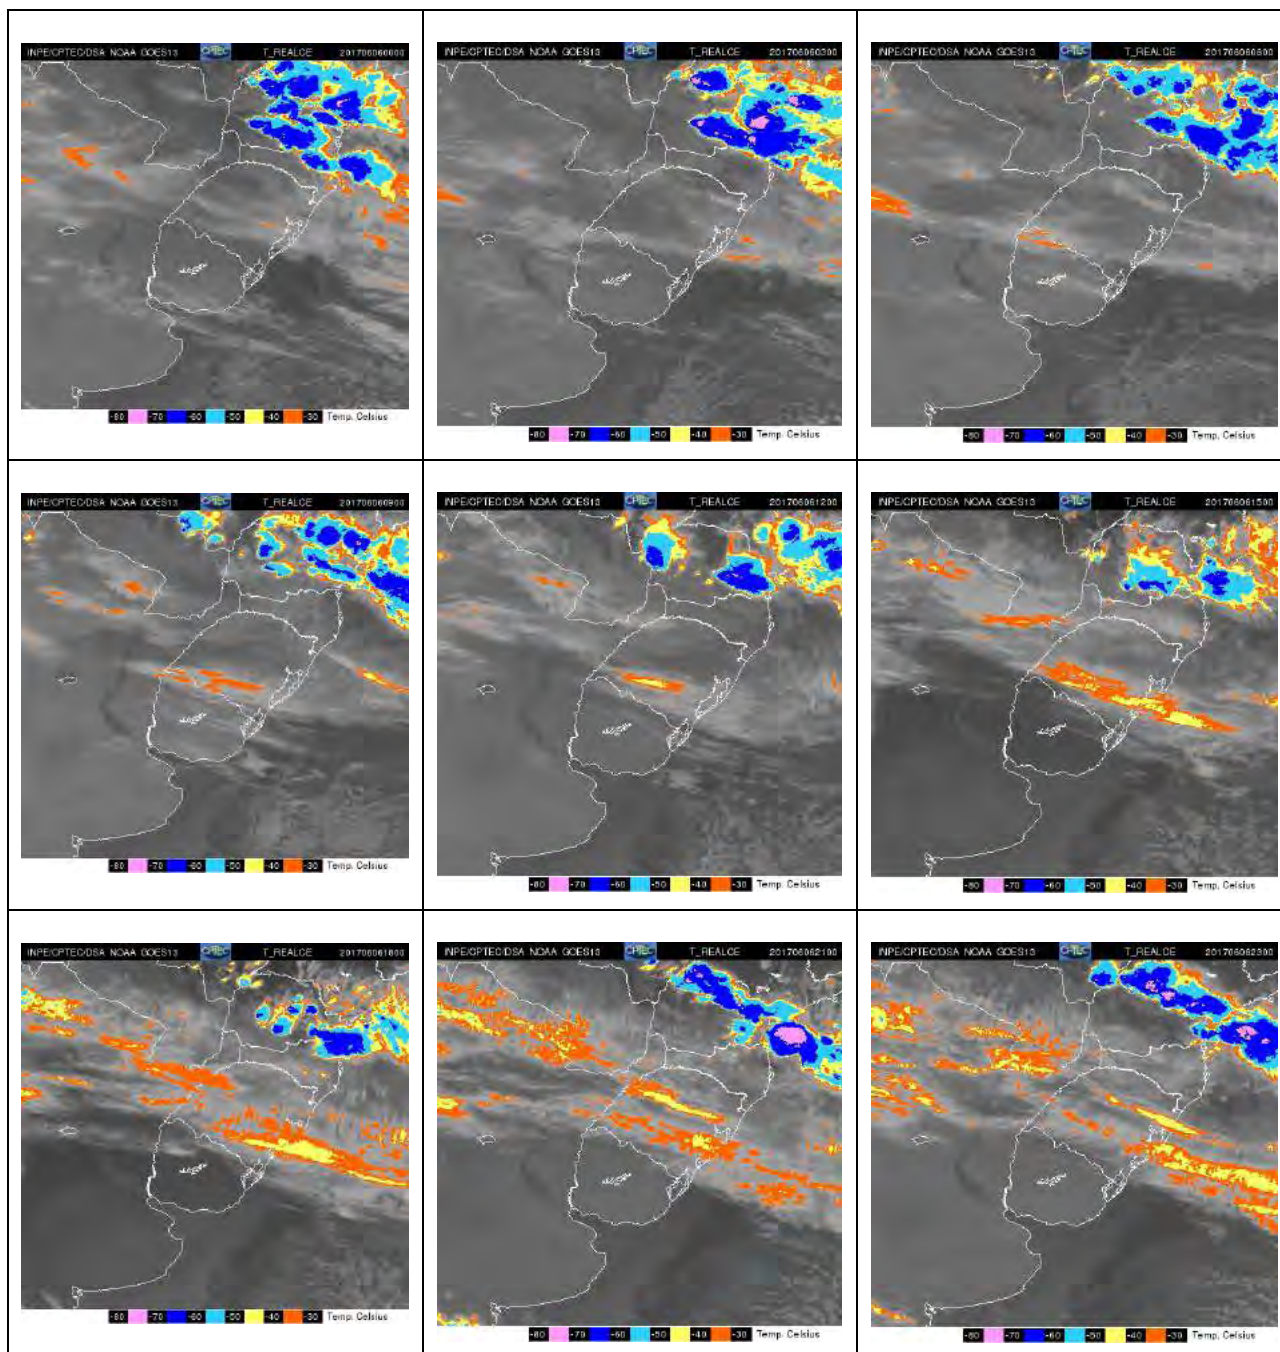 INPE/CPTEC/DSA NOAA GOES13 CPTEC T_REALCE 201706060000
-80 -70 -60 -50 -40 -30 Temp. Celsius
INPE/CPTEC/DSA NOAA GOES13 CPTEC T_REALCE 201706060300
-80 -70 -60 -50 -40 -30 Temp. Celsius
INPE/CPTEC/DSA NOAA GOES13 CPTEC T_REALCE 201706060600
-80 -70 -60 -50 -40 -30 Temp. Celsius
INPE/CPTEC/DSA NOAA GOES13 CPTEC T_REALCE 201706060900
-80 -70 -60 -50 -40 -30 Temp. Celsius
INPE/CPTEC/DSA NOAA GOES13 CPTEC T_REALCE 201706061200
-80 -70 -60 -50 -40 -30 Temp. Celsius
INPE/CPTEC/DSA NOAA GOES13 CPTEC T_REALCE 201706061500
-80 -70 -60 -50 -40 -30 Temp. Celsius
INPE/CPTEC/DSA NOAA GOES13 CPTEC T_REALCE 201706061800
-80 -70 -60 -50 -40 -30 Temp. Celsius
INPE/CPTEC/DSA NOAA GOES13 CPTEC T_REALCE 201706062100
-80 -70 -60 -50 -40 -30 Temp. Celsius
INPE/CPTEC/DSA NOAA GOES13 CPTEC T_REALCE 201706062300
-80 -70 -60 -50 -40 -30 Temp. Celsius